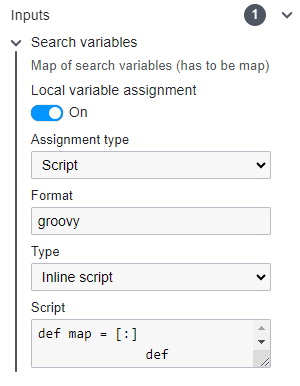 Inputs 1
Search variables
Map of search variables (has to be map)
Local variable assignment
On
Assignment type
Script
Format
groovy
Type
Inline script
Script
def map = [:]
def